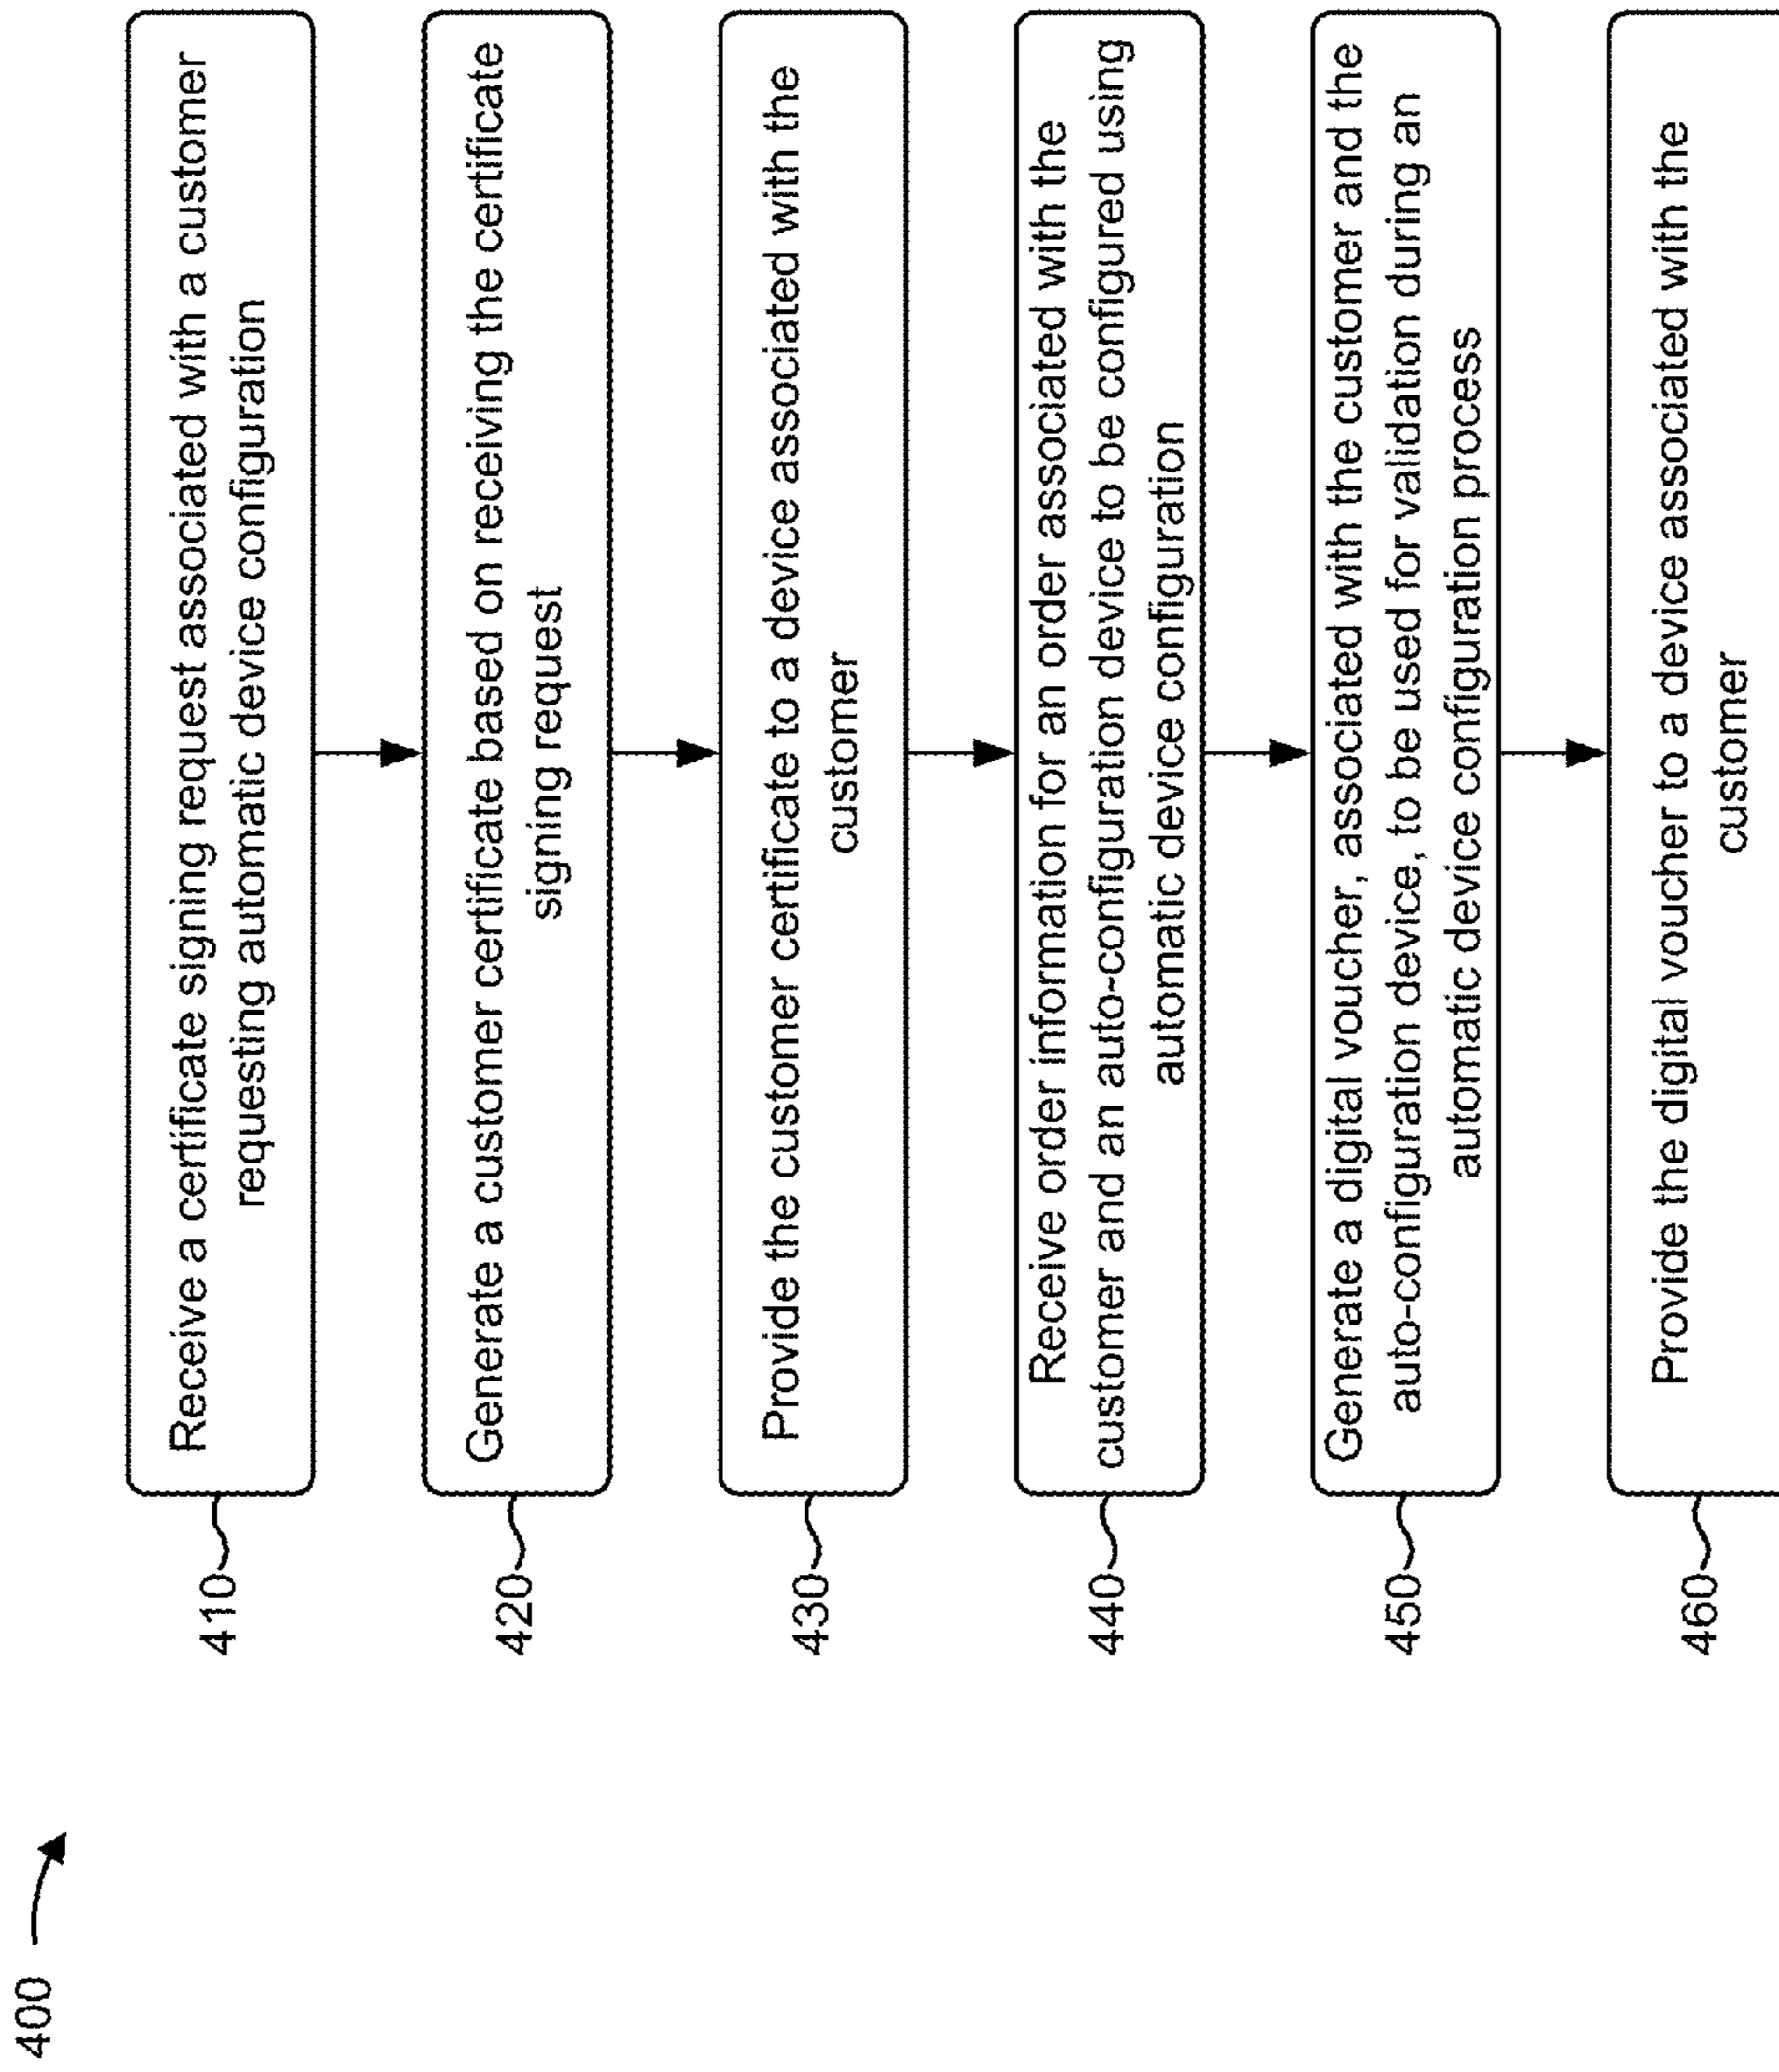 400
410
Receive a certificate signing request associated with a customer
requesting automatic device configuration
420
Generate a customer certificate based on receiving the certificate
signing request
430
Provide the customer certificate to a device associated with the
customer
440
Receive order information for an order associated with the
customer and an auto-configuration device to be configured using
automatic device configuration
450
Generate a digital voucher, associated with the customer and the
auto-configuration device, to be used for validation during an
automatic device configuration process
460
Provide the digital voucher to a device associated with the
customer